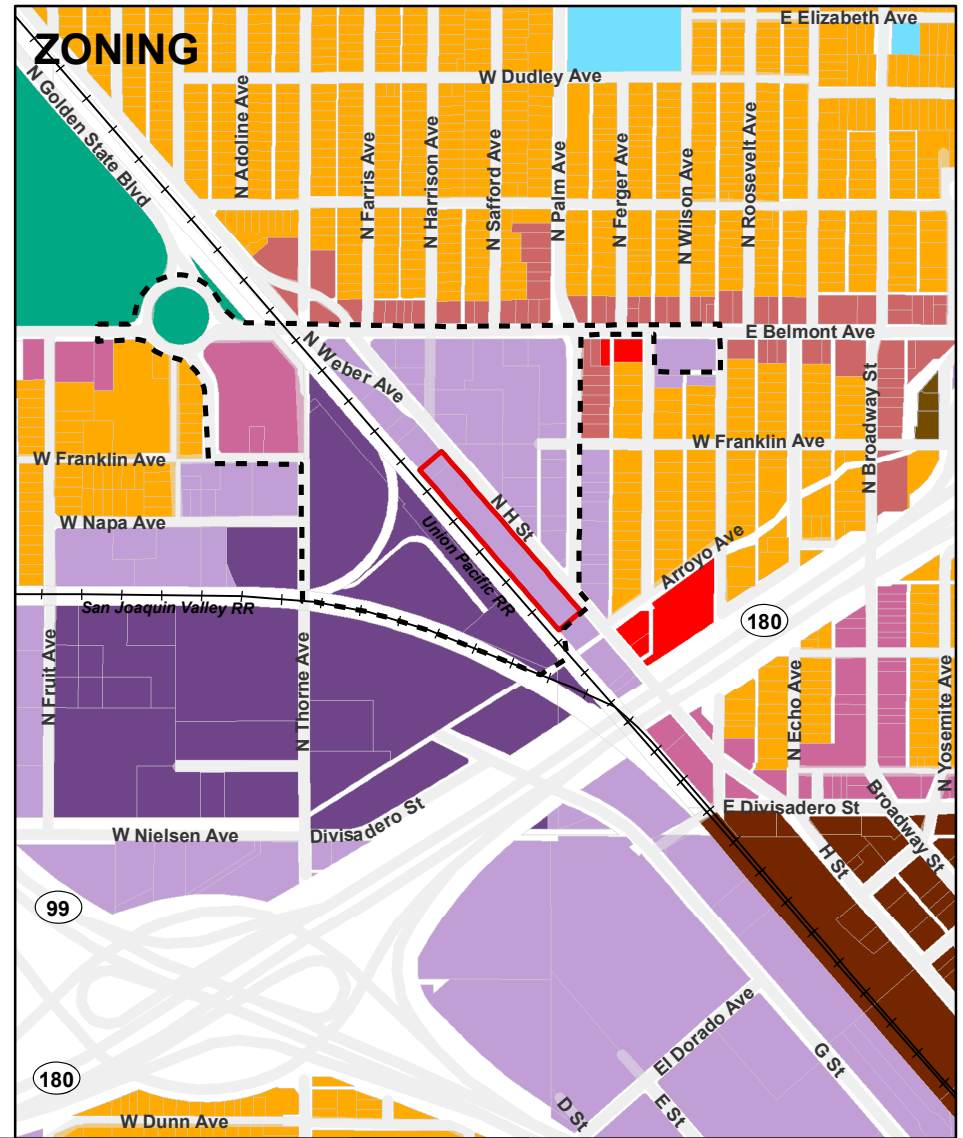 ZONING
E Elizabeth Ave
W Dudley Ave
N Golden State Blvd
N Adoline Ave
N Farris Ave
N Harrison Ave
N Safford Ave
N Palm Ave
N Ferger Ave
N Wilson Ave
N Roosevelt Ave
E Belmont Ave
N Weber Ave
N Broadway St
W Franklin Ave
W Franklin Ave
W Napa Ave
N H St
Union Pacific RR
Arroyo Ave
San Joaquin Valley RR
180
N Fruit Ave
N Thorne Ave
N Echo Ave
N Yosemite Ave
E Divisadero St
Broadway St
W Nielsen Ave
Divisadero St
H St
99
El Dorado Ave
G St
180
D St
E St
W Dunn Ave